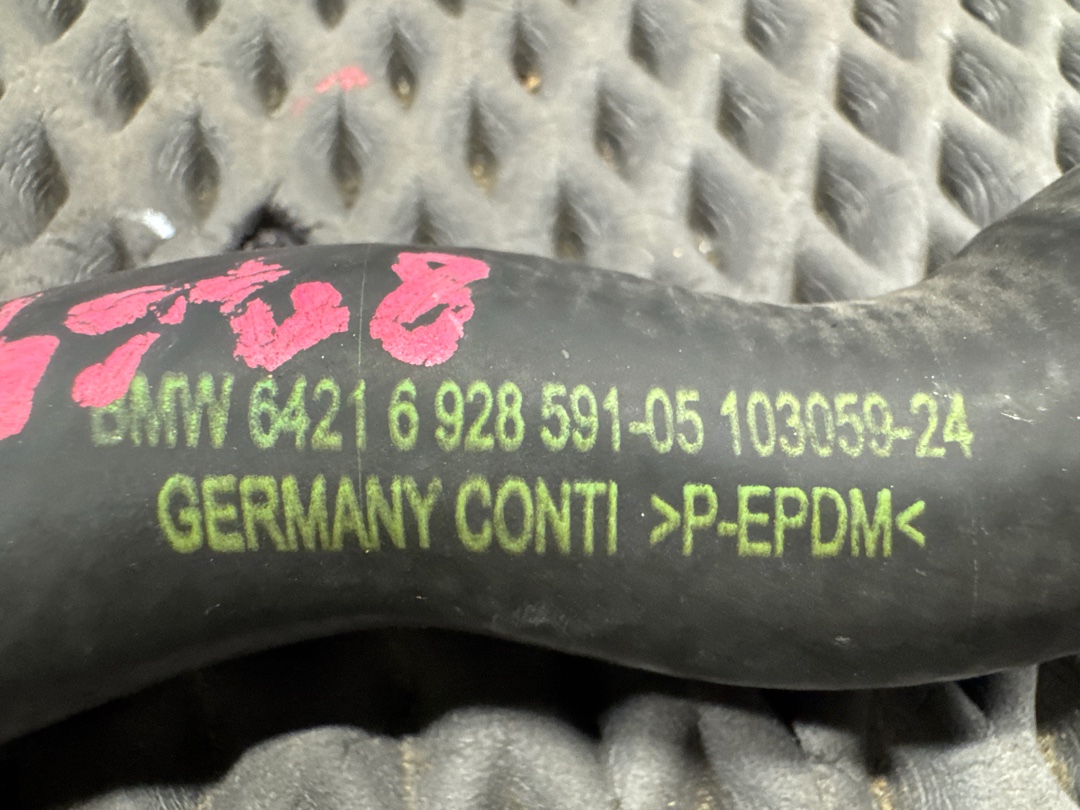 BMW 6421 6 928 591-05 103059-24
GERMANY CONTI >P-EPDM<